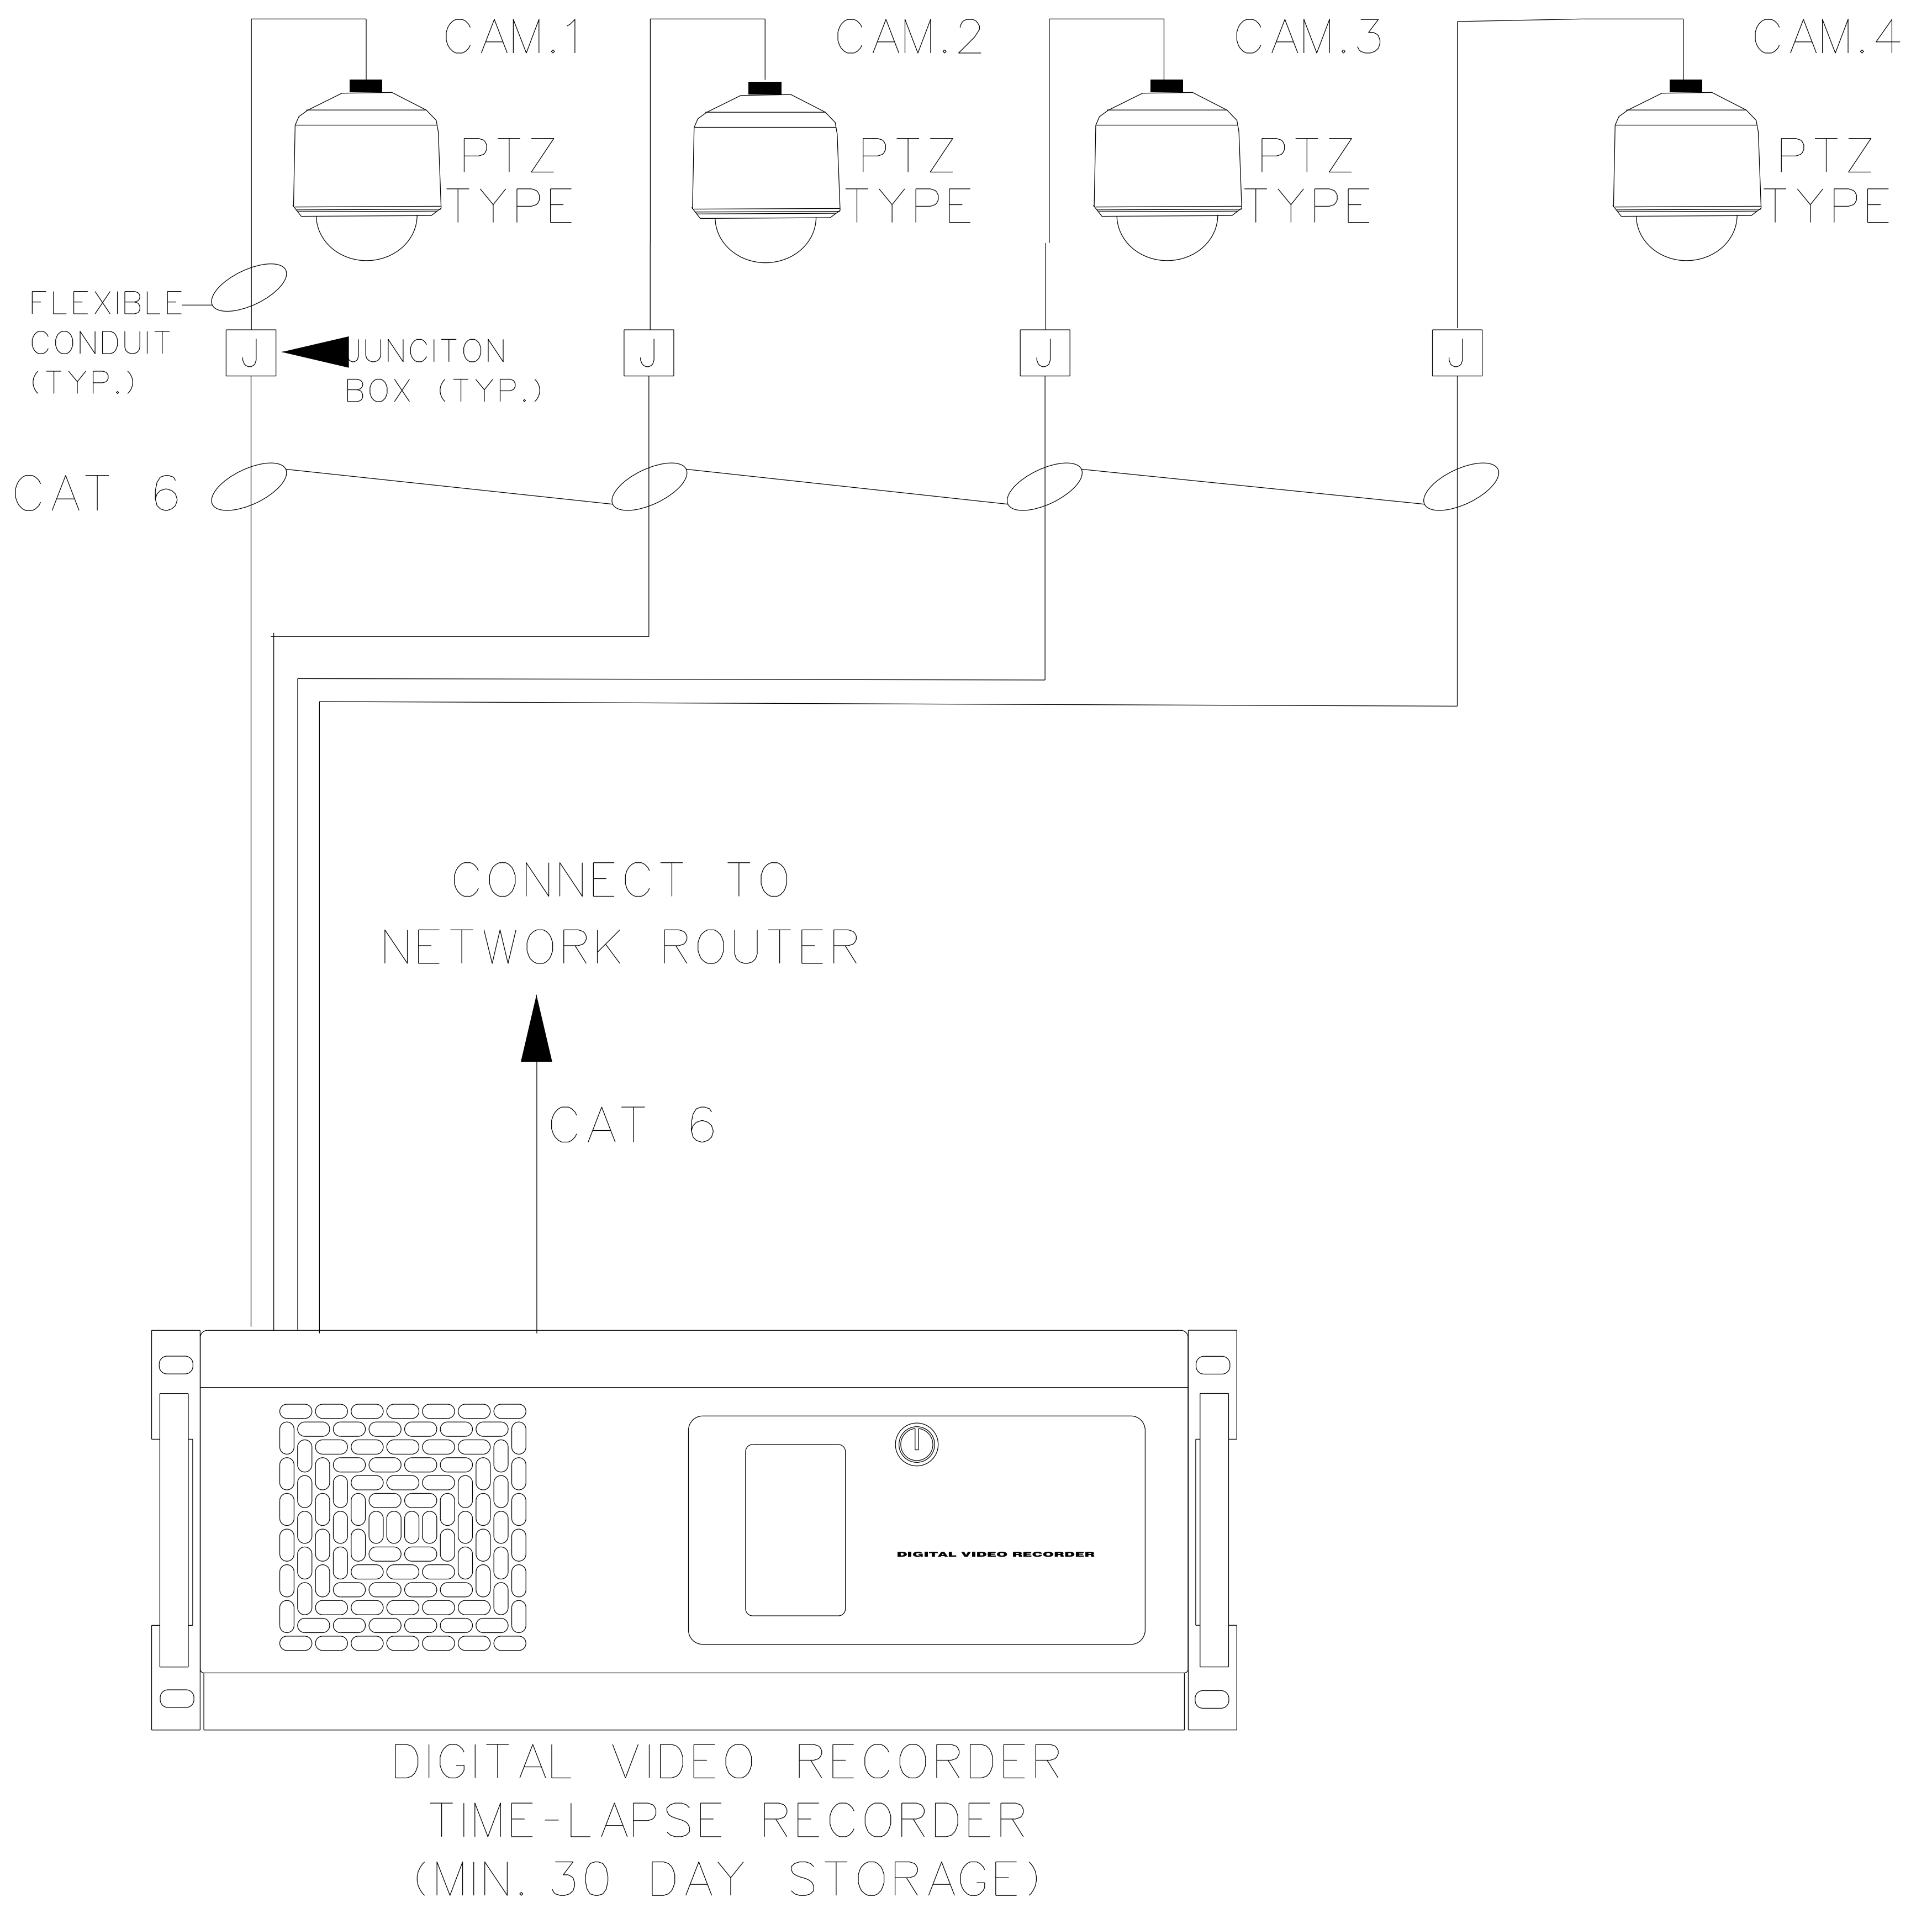 CAM.1
CAM.2
CAM.3
CAM.4
PTZ
TYPE
PTZ
TYPE
PTZ
TYPE
PTZ
TYPE
FLEXIBLE
CONDUIT
(TYP.)
J
JUNCITON
BOX (TYP.)
J
J
J
CAT 6
CONNECT TO
NETWORK ROUTER
CAT 6
DIGITAL VIDEO RECORDER
DIGITAL VIDEO RECORDER
TIME-LAPSE RECORDER
(MIN. 30 DAY STORAGE)